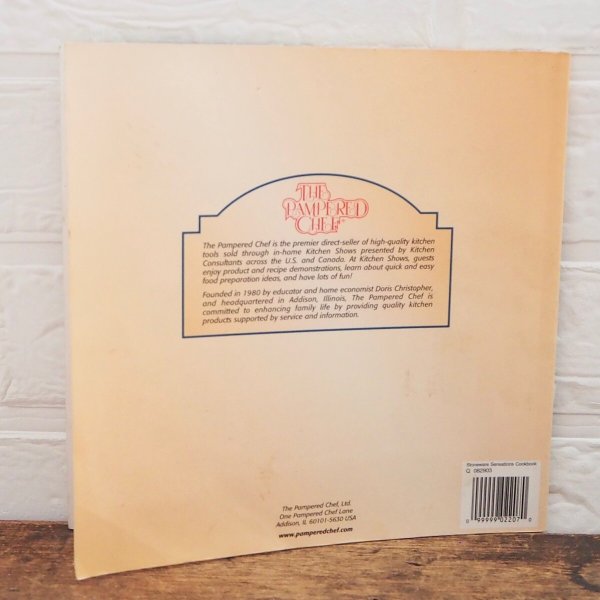 THE
PAMPERED
CHEF
The Pampered Chef is the premier direct-seller of high-quality kitchen
tools sold through in-home Kitchen Shows presented by Kitchen
Consultants across the U.S. and Canada. At Kitchen Shows, guests
enjoy product and recipe demonstrations, learn about quick and easy
food preparation ideas, and have lots of fun!
Founded in 1980 by educator and home economist Doris Christopher,
and headquartered in Addison, Illinois, The Pampered Chef is
committed to enhancing family life by providing quality kitchen
products supported by service and information.
Stoneware Sensations Cookbook
Q 082903
0 99999 02207 0
The Pampered Chef, Ltd.
One Pampered Chef Lane
Addison, IL 60101-5630 USA
www.pamperedchef.com